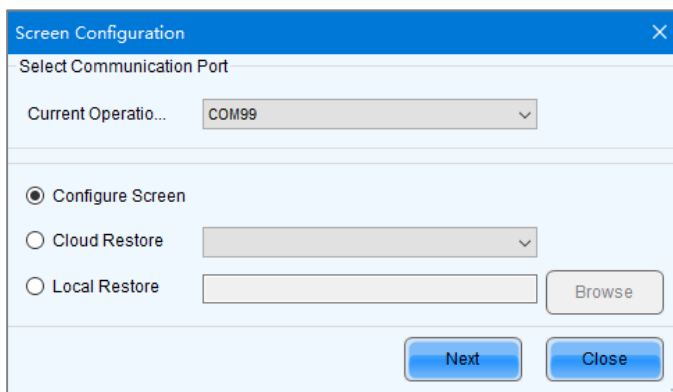 Screen Configuration
Select Communication Port
Current Operatio... COM99
Configure Screen
Cloud Restore
Local Restore Browse
Next Close